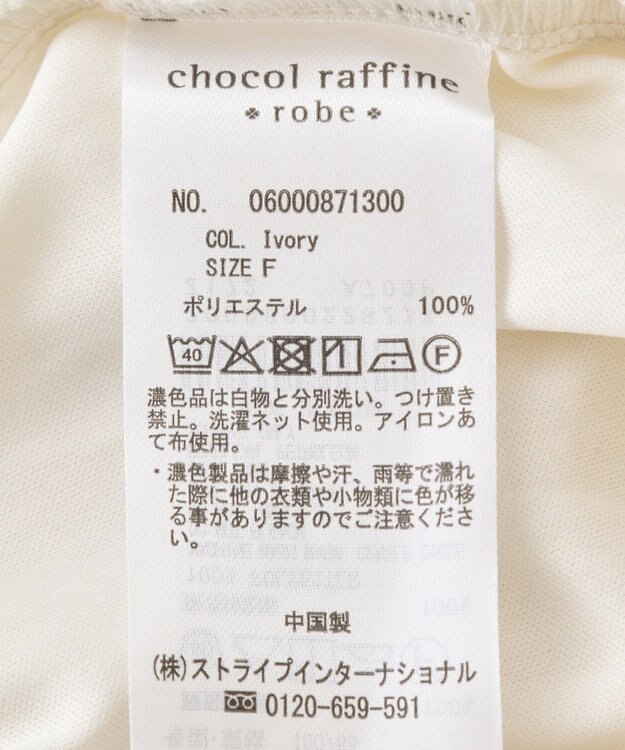 chocol raffine
robe
NO. 06000871300
COL. Ivory
SIZE F
ポリエステル 100%
40
F
濃色品は白物と分別洗い。つけ置き
禁止。洗濯ネット使用。アイロンあ
て布使用。
・濃色製品は摩擦や汗、雨等で濡れ
た際に他の衣類や小物類に色が移
る事がありますのでご注意くださ
い。
中国製
(株)ストライプインターナショナル
0120-659-591